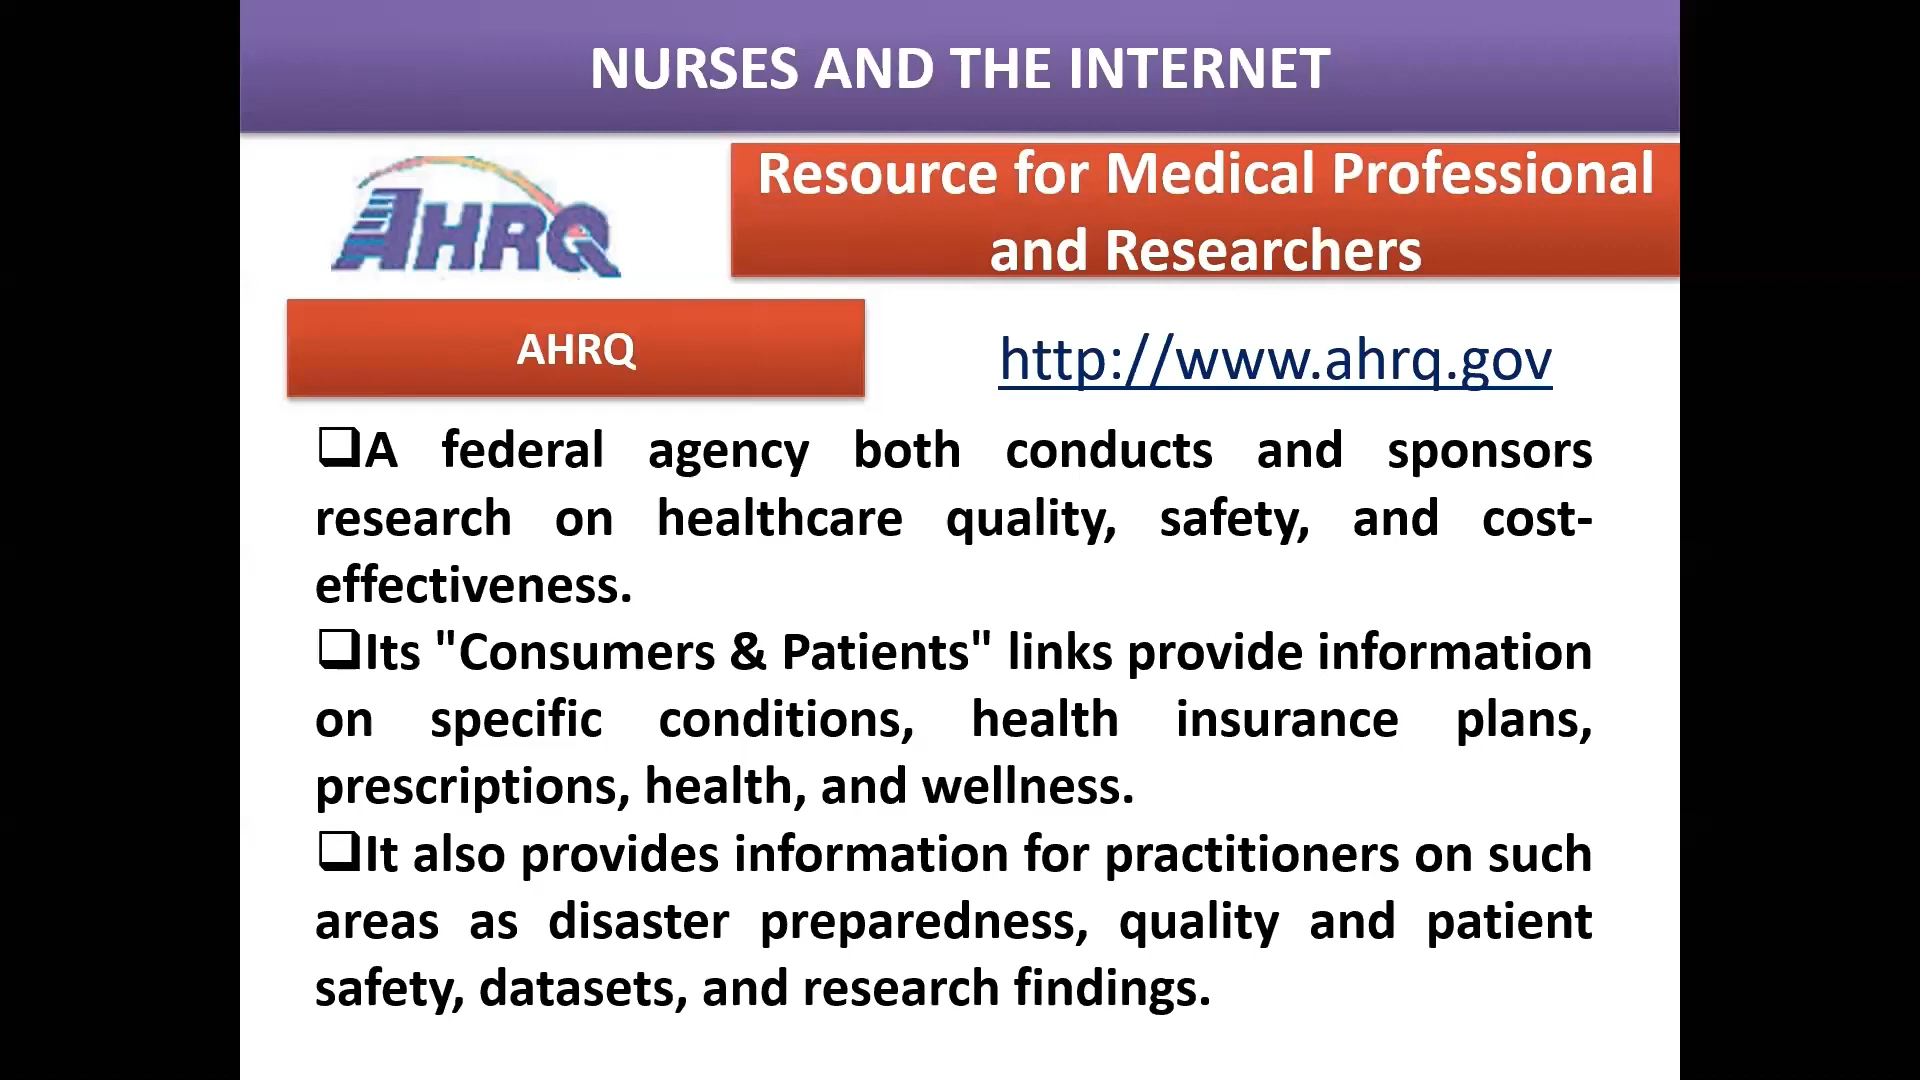 NURSES AND THE INTERNET
AHRQ
Resource for Medical Professional
and Researchers
AHRQ
http://www.ahrq.gov
❑A federal agency both conducts and sponsors
research on healthcare quality, safety, and cost-
effectiveness.
❑Its "Consumers & Patients" links provide information
on specific conditions, health insurance plans,
prescriptions, health, and wellness.
❑It also provides information for practitioners on such
areas as disaster preparedness, quality and patient
safety, datasets, and research findings.